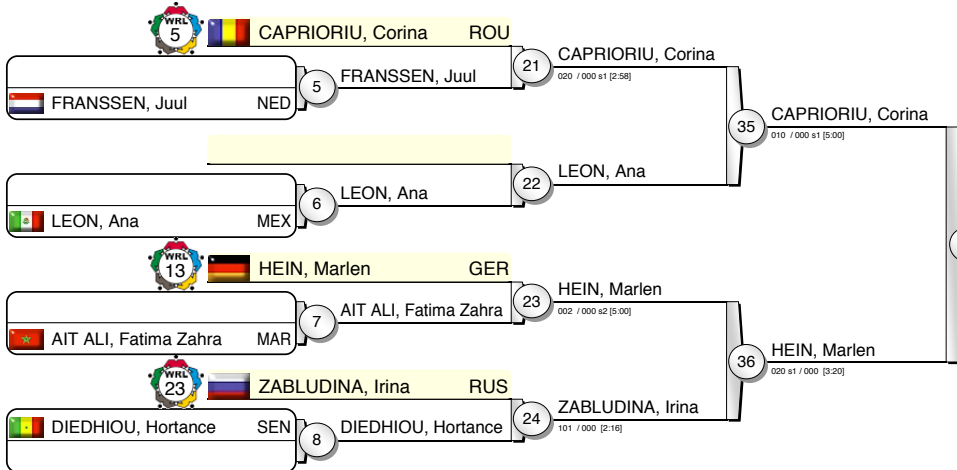 WRL
5
CAPRIORIU, Corina ROU
FRANSSEN, Juul NED
5
FRANSSEN, Juul
21
CAPRIORIU, Corina
020 / 000 s1 [2:58]
35
CAPRIORIU, Corina
010 / 000 s1 [5:00]
LEON, Ana MEX
6
LEON, Ana
22
LEON, Ana
WRL
13
HEIN, Marlen GER
AIT ALI, Fatima Zahra MAR
7
AIT ALI, Fatima Zahra
23
HEIN, Marlen
002 / 000 s2 [5:00]
36
HEIN, Marlen
020 s1 / 000 [3:20]
WRL
23
ZABLUDINA, Irina RUS
DIEDHIOU, Hortance SEN
8
DIEDHIOU, Hortance
24
ZABLUDINA, Irina
101 / 000 [2:16]